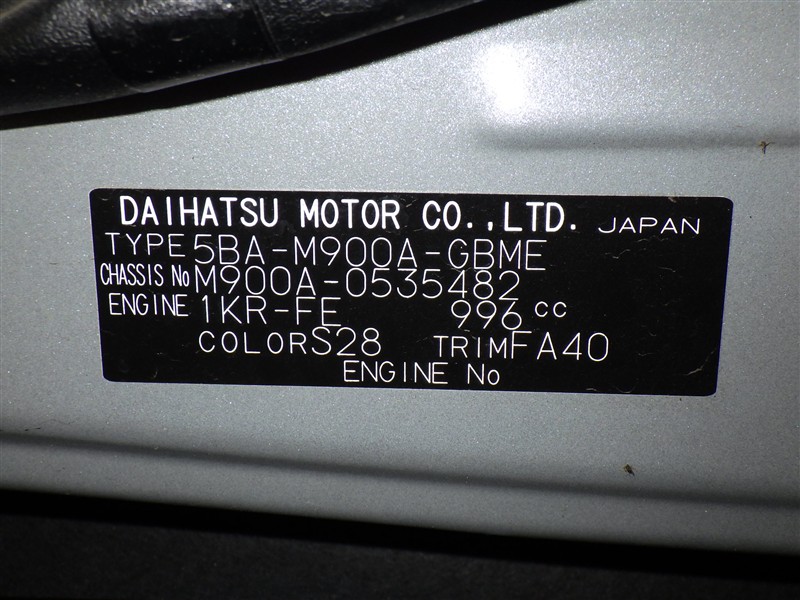 DAIHATSU MOTOR CO.,LTD. JAPAN
TYPE 5BA-M900A-GBME
CHASSIS No M900A-0535482
ENGINE 1KR-FE 996 cc
COLOR S28 TRIM FA40
ENGINE No